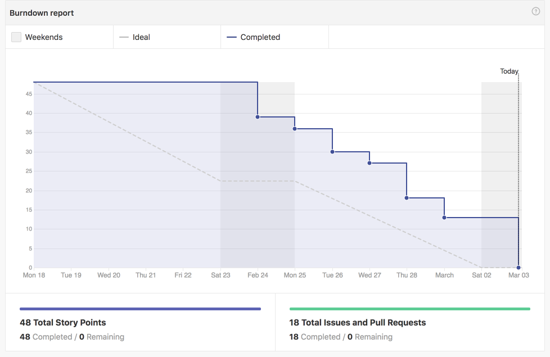 Burndown report
Weekends
Ideal
Completed
Today
45
40
35
30
25
20
15
10
5
0
Mon 18 Tue 19 Wed 20 Thu 21 Fri 22 Sat 23 Feb 24 Mon 25 Tue 26 Wed 27 Thu 28 March Sat 02 Mar 03
48 Total Story Points
48 Completed / 0 Remaining
18 Total Issues and Pull Requests
18 Completed / 0 Remaining